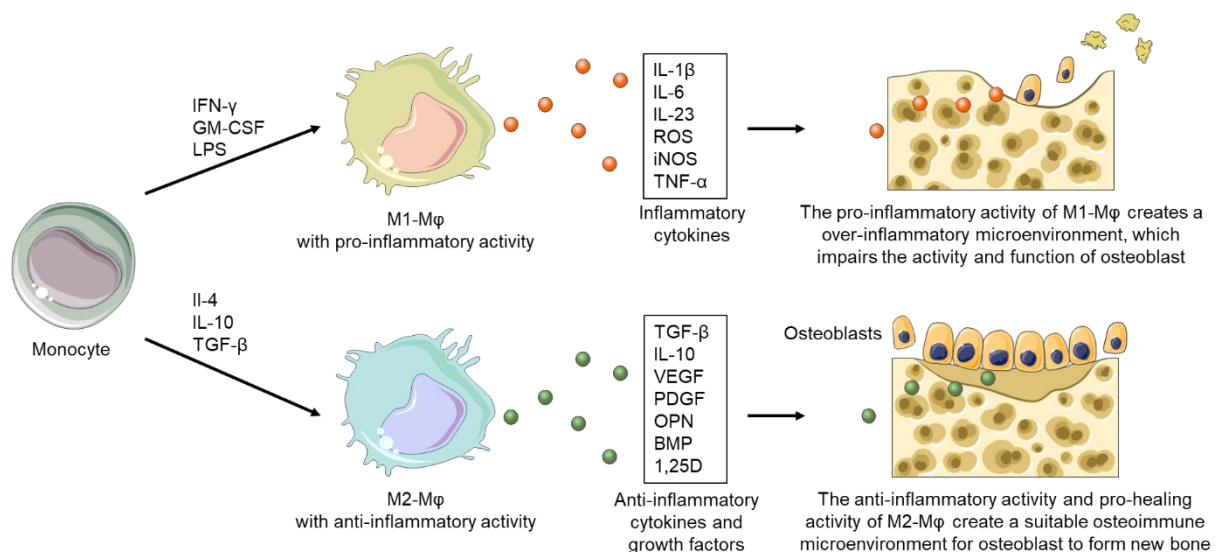 IFN-γ
GM-CSF
LPS
M1-Mφ
with pro-inflammatory activity
IL-1β
IL-6
IL-23
ROS
iNOS
TNF-α
Inflammatory
cytokines
The pro-inflammatory activity of M1-Mφ creates a
over-inflammatory microenvironment, which
impairs the activity and function of osteoblast
Monocyte
Il-4
IL-10
TGF-β
M2-Mφ
with anti-inflammatory activity
TGF-β
IL-10
VEGF
PDGF
OPN
BMP
1,25D
Anti-inflammatory
cytokines and
growth factors
Osteoblasts
The anti-inflammatory activity and pro-healing
activity of M2-Mφ create a suitable osteoimmune
microenvironment for osteoblast to form new bone